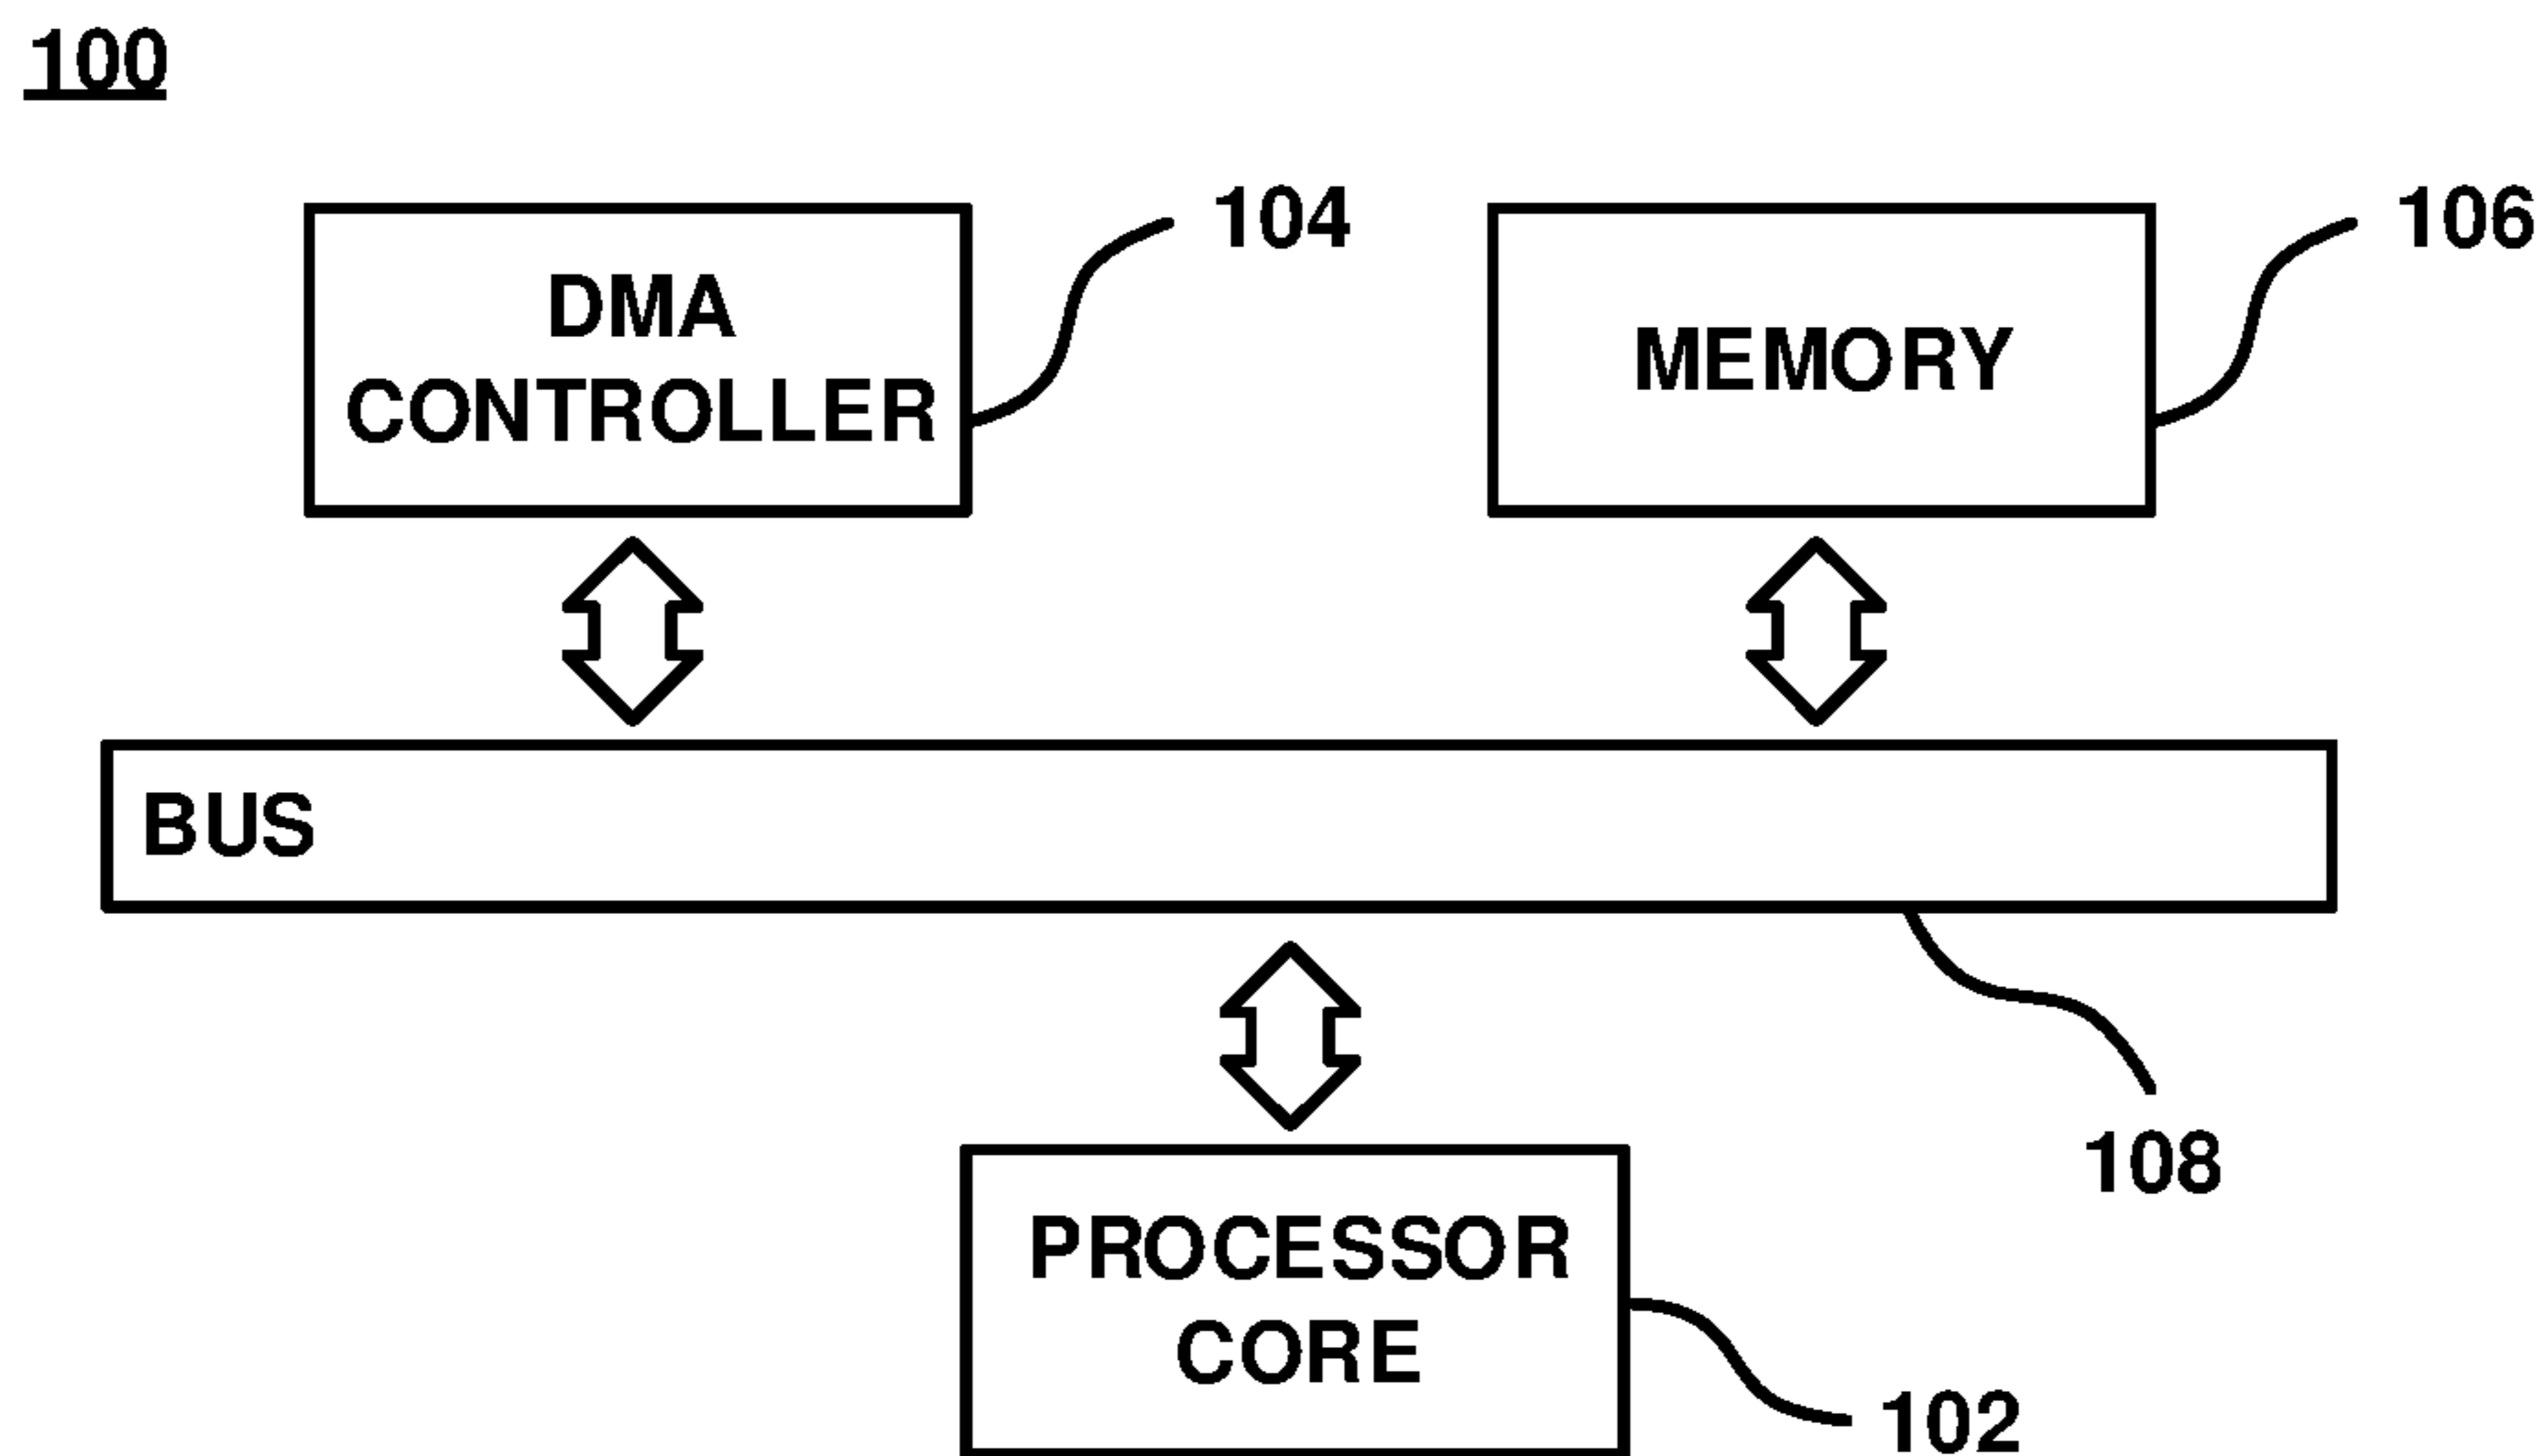 100
104
106
DMA
CONTROLLER
MEMORY
BUS
108
PROCESSOR
CORE
102